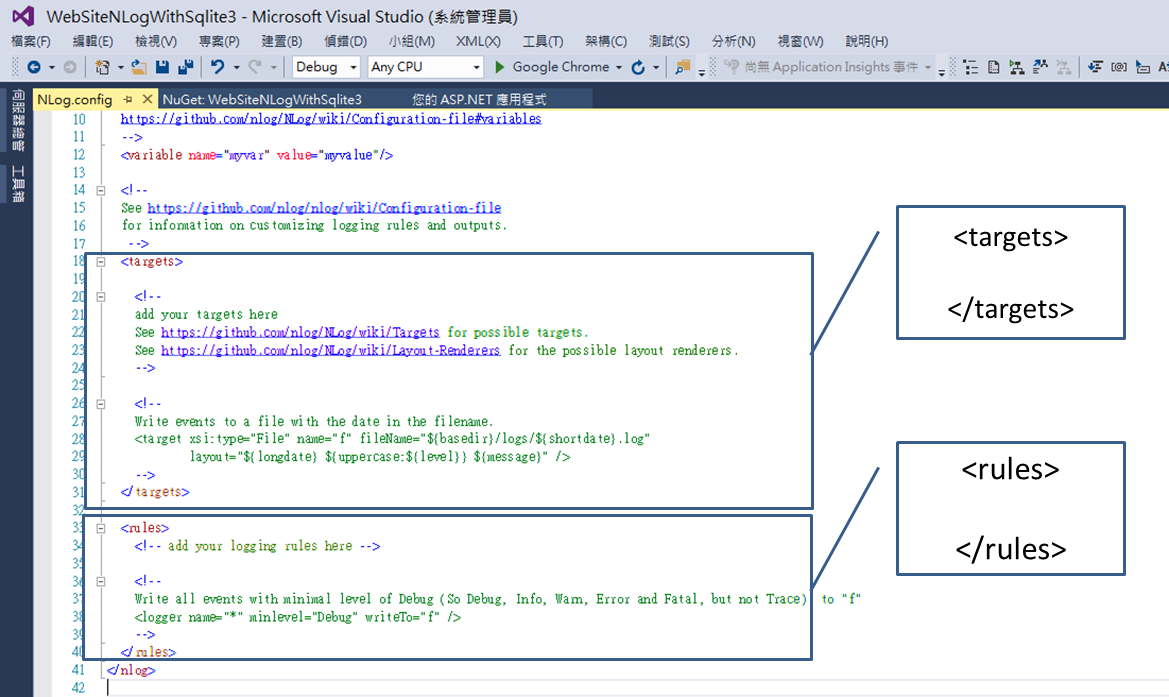 WebSiteNLogWithSqlite3 - Microsoft Visual Studio (系統管理員)
檔案(F) 編輯(E) 檢視(V) 專案(P) 建置(B) 偵錯(D) 小組(M) XML(X) 工具(T) 架構(C) 測試(S) 分析(N) 視窗(W) 說明(H)
Debug Any CPU Google Chrome 尚無 Application Insights 事件
伺服器總管
工具箱
NLog.config NuGet: WebSiteNLogWithSqlite3 您的 ASP.NET 應用程式
10 https://github.com/nlog/NLog/wiki/Configuration-file#variables
11 -->
12 <variable name="myvar" value="myvalue"/>
13
14 <!--
15 See https://github.com/nlog/nlog/wiki/Configuration-file
16 for information on customizing logging rules and outputs.
17 -->
18 <targets>
19
20 <!--
21 add your targets here
22 See https://github.com/nlog/NLog/wiki/Targets for possible targets.
23 See https://github.com/nlog/NLog/wiki/Layout-Renderers for the possible layout renderers.
24 -->
25
26 <!--
27 Write events to a file with the date in the filename.
28 <target xsi:type="File" name="f" fileName="${basedir}/logs/${shortdate}.log"
29 layout="${longdate} ${uppercase:${level}} ${message}" />
30 -->
31 </targets>
32
33 <rules>
34 <!-- add your logging rules here -->
35
36 <!--
37 Write all events with minimal level of Debug (So Debug, Info, Warn, Error and Fatal, but not Trace) to "f"
38 <logger name="*" minlevel="Debug" writeTo="f" />
39 -->
40 </rules>
41 </nlog>
42
<targets>
</targets>
<rules>
</rules>